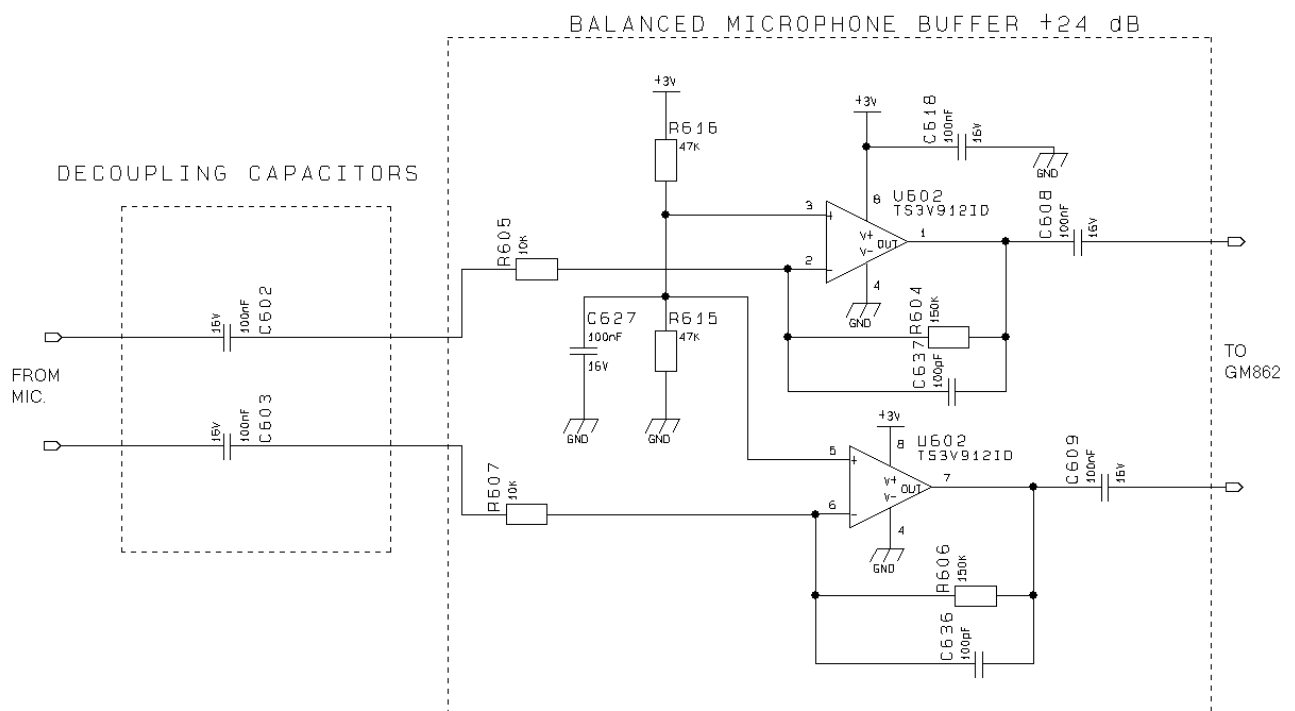 BALANCED MICROPHONE BUFFER +24 dB
DECOUPLING CAPACITORS
+3V
R616
47K
+3V
C618
100nF
16V
GND
U602
TS3V912ID
3
+
2
-
8
V+
V-
OUT
1
4
GND
C608
100nF
16V
R605
10K
C602
16V
100nF
C627
100nF
16V
GND
R615
47K
GND
R604
150K
C637
100pF
FROM
MIC.
TO
GM862
C603
16V
100nF
R607
10K
+3V
8
U602
TS3V912ID
5
+
6
-
V+
V-
OUT
7
4
GND
C609
100nF
16V
R606
150K
C636
100pF